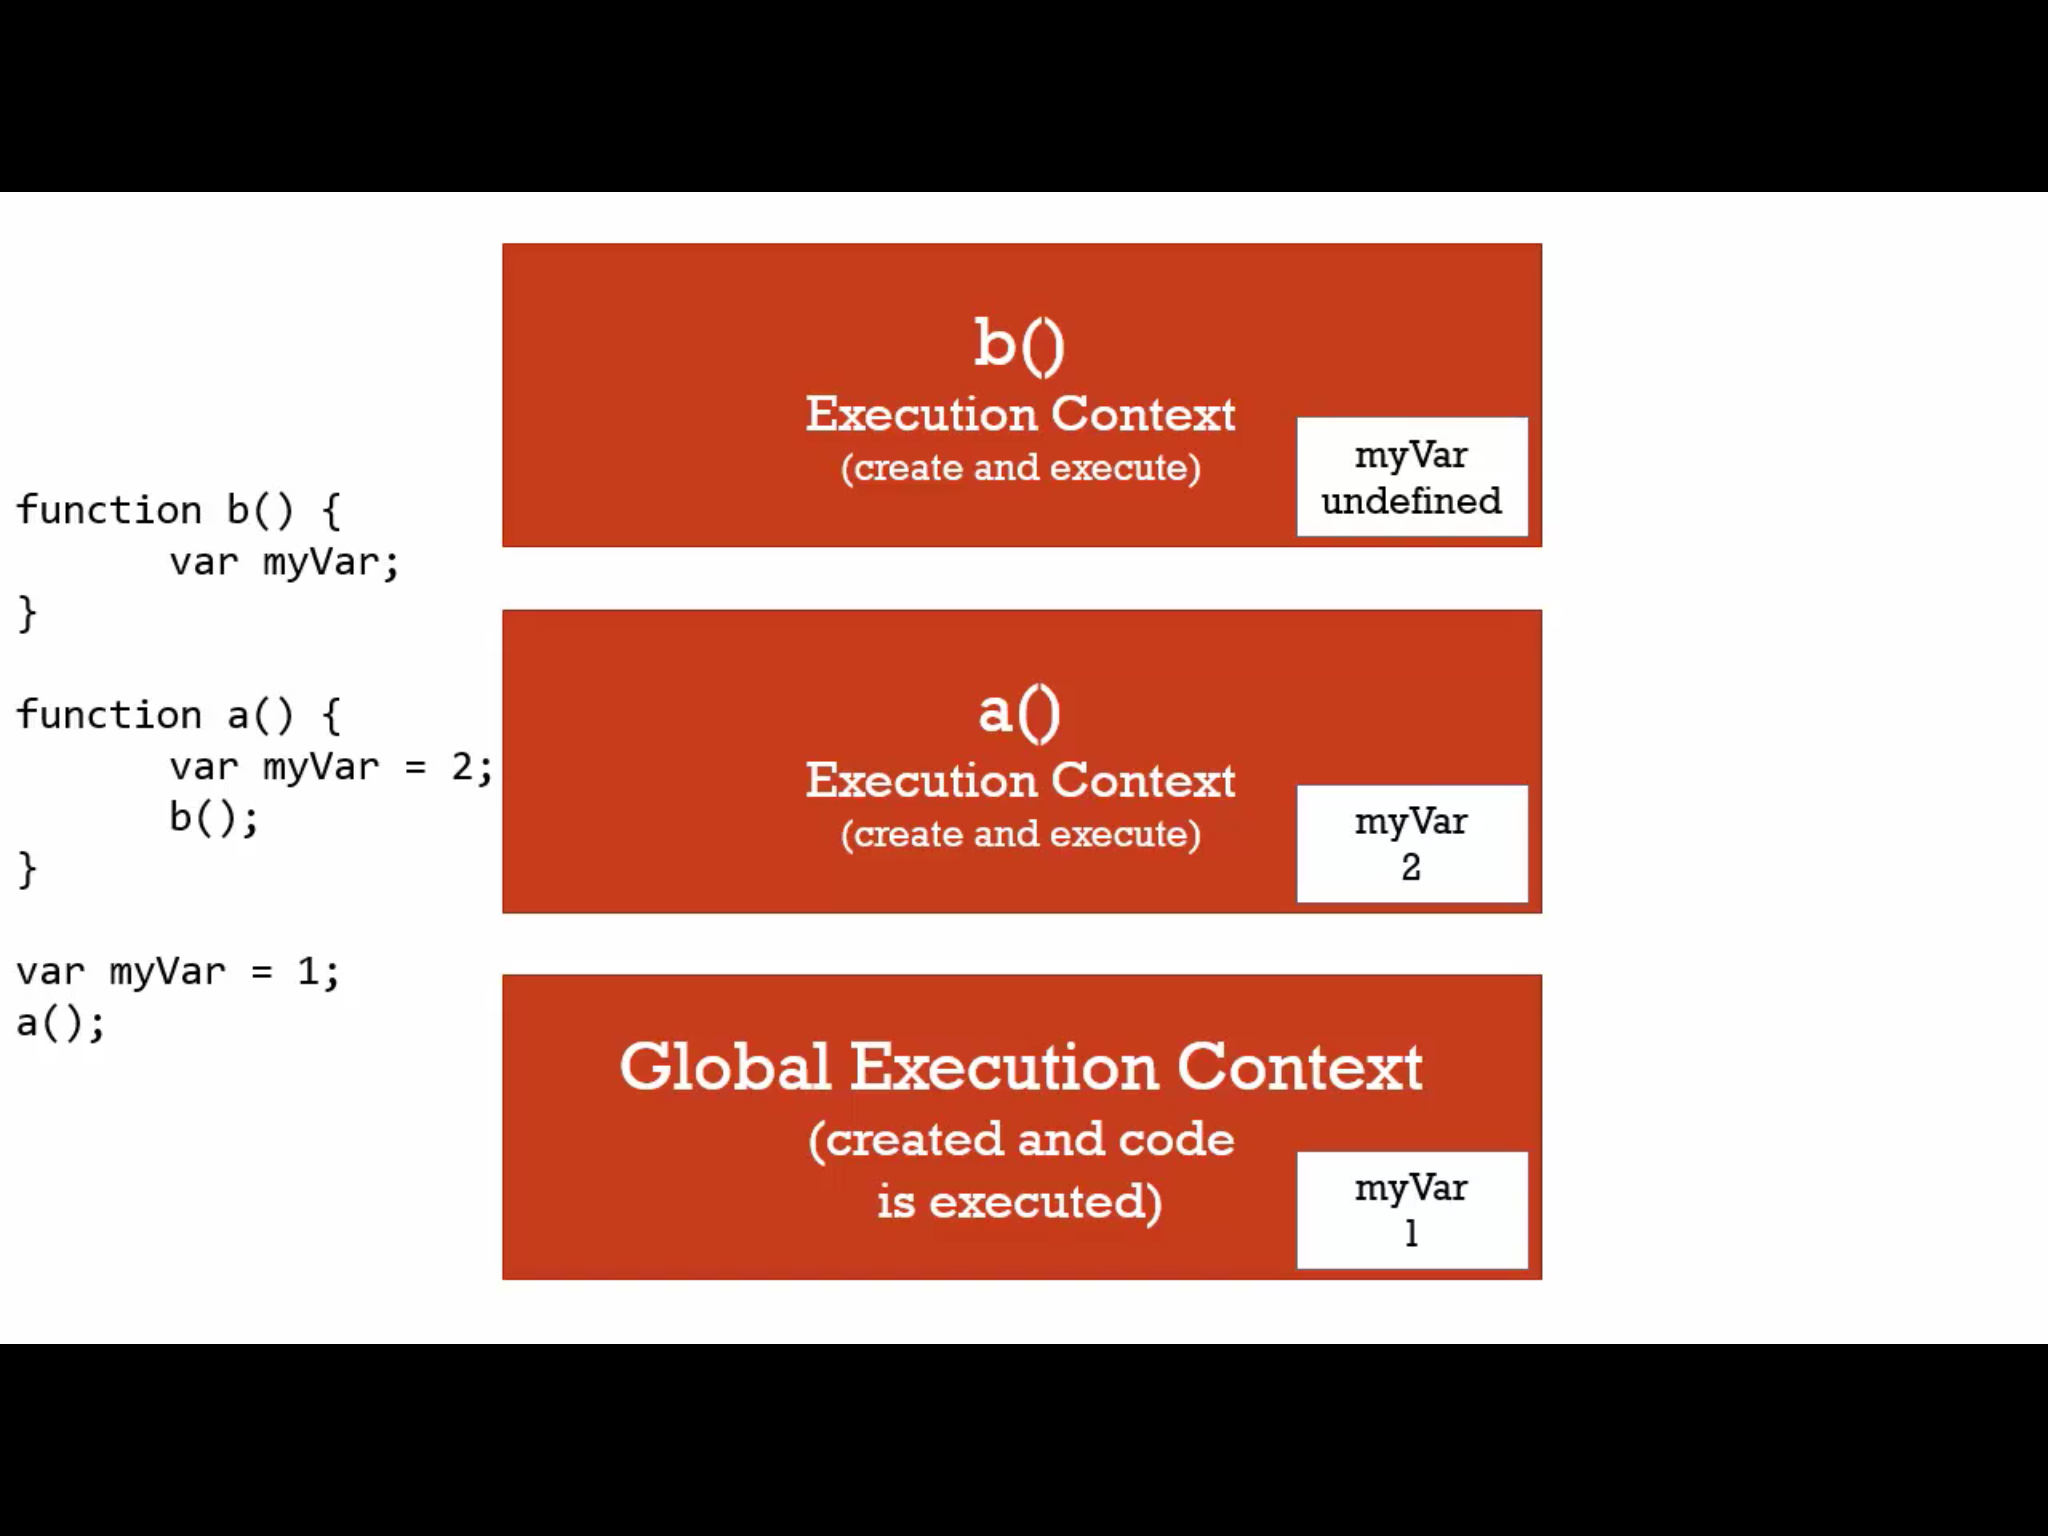 function b() {
var myVar;
}
function a() {
var myVar = 2;
b();
}
var myVar = 1;
a();
b()
Execution Context
(create and execute)
myVar
undefined
a()
Execution Context
(create and execute)
myVar
2
Global Execution Context
(created and code
is executed)
myVar
1